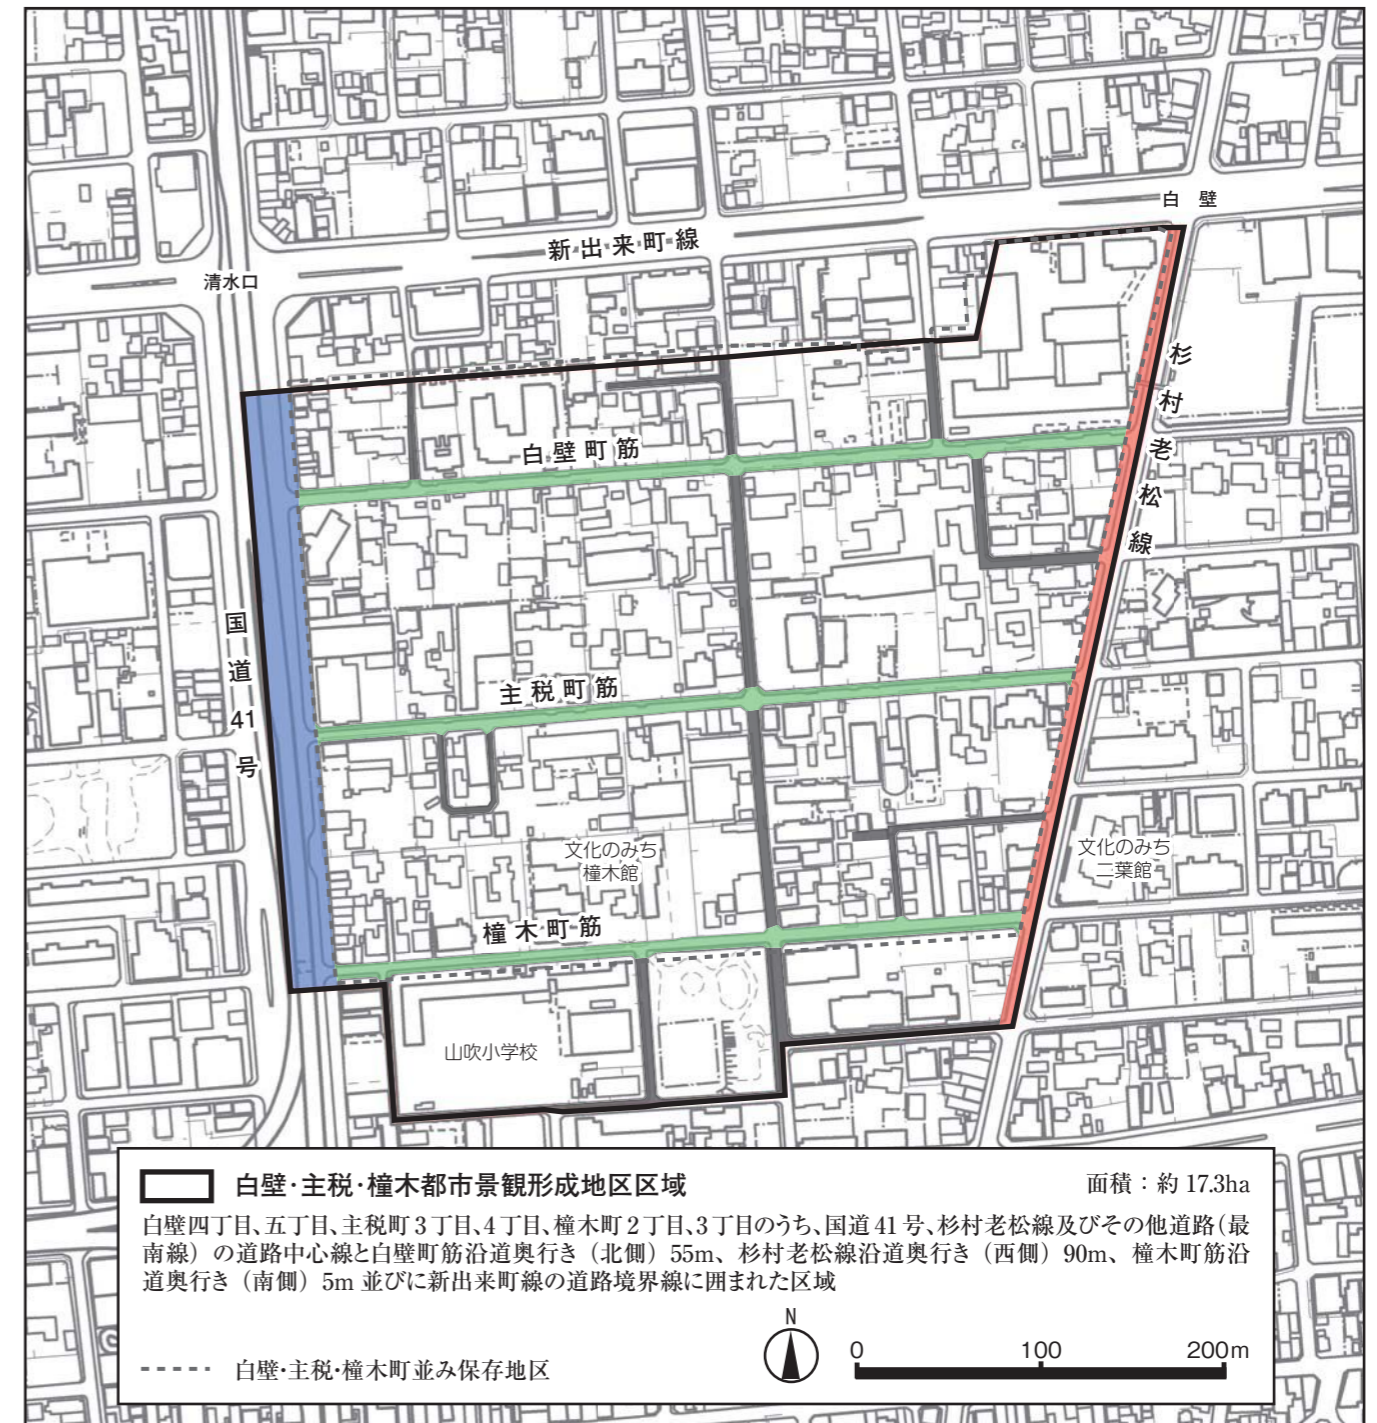 白 壁
新出来町線
清水口
杉村老松線
白壁町筋
国道41号
主税町筋
文化のみち
橦木館
文化のみち
二葉館
橦木町筋
山吹小学校
白壁・主税・橦木都市景観形成地区区域
面積：約 17.3ha
白壁四丁目、五丁目、主税町３丁目、4丁目、橦木町２丁目、3丁目のうち、国道41号、杉村老松線及びその他道路（最
南線）の道路中心線と白壁町筋沿道奥行き（北側）55m、杉村老松線沿道奥行き（西側）90m、橦木町筋沿
道奥行き（南側）5m 並びに新出来町線の道路境界線に囲まれた区域
N
0 100 200m
白壁・主税・橦木町並み保存地区